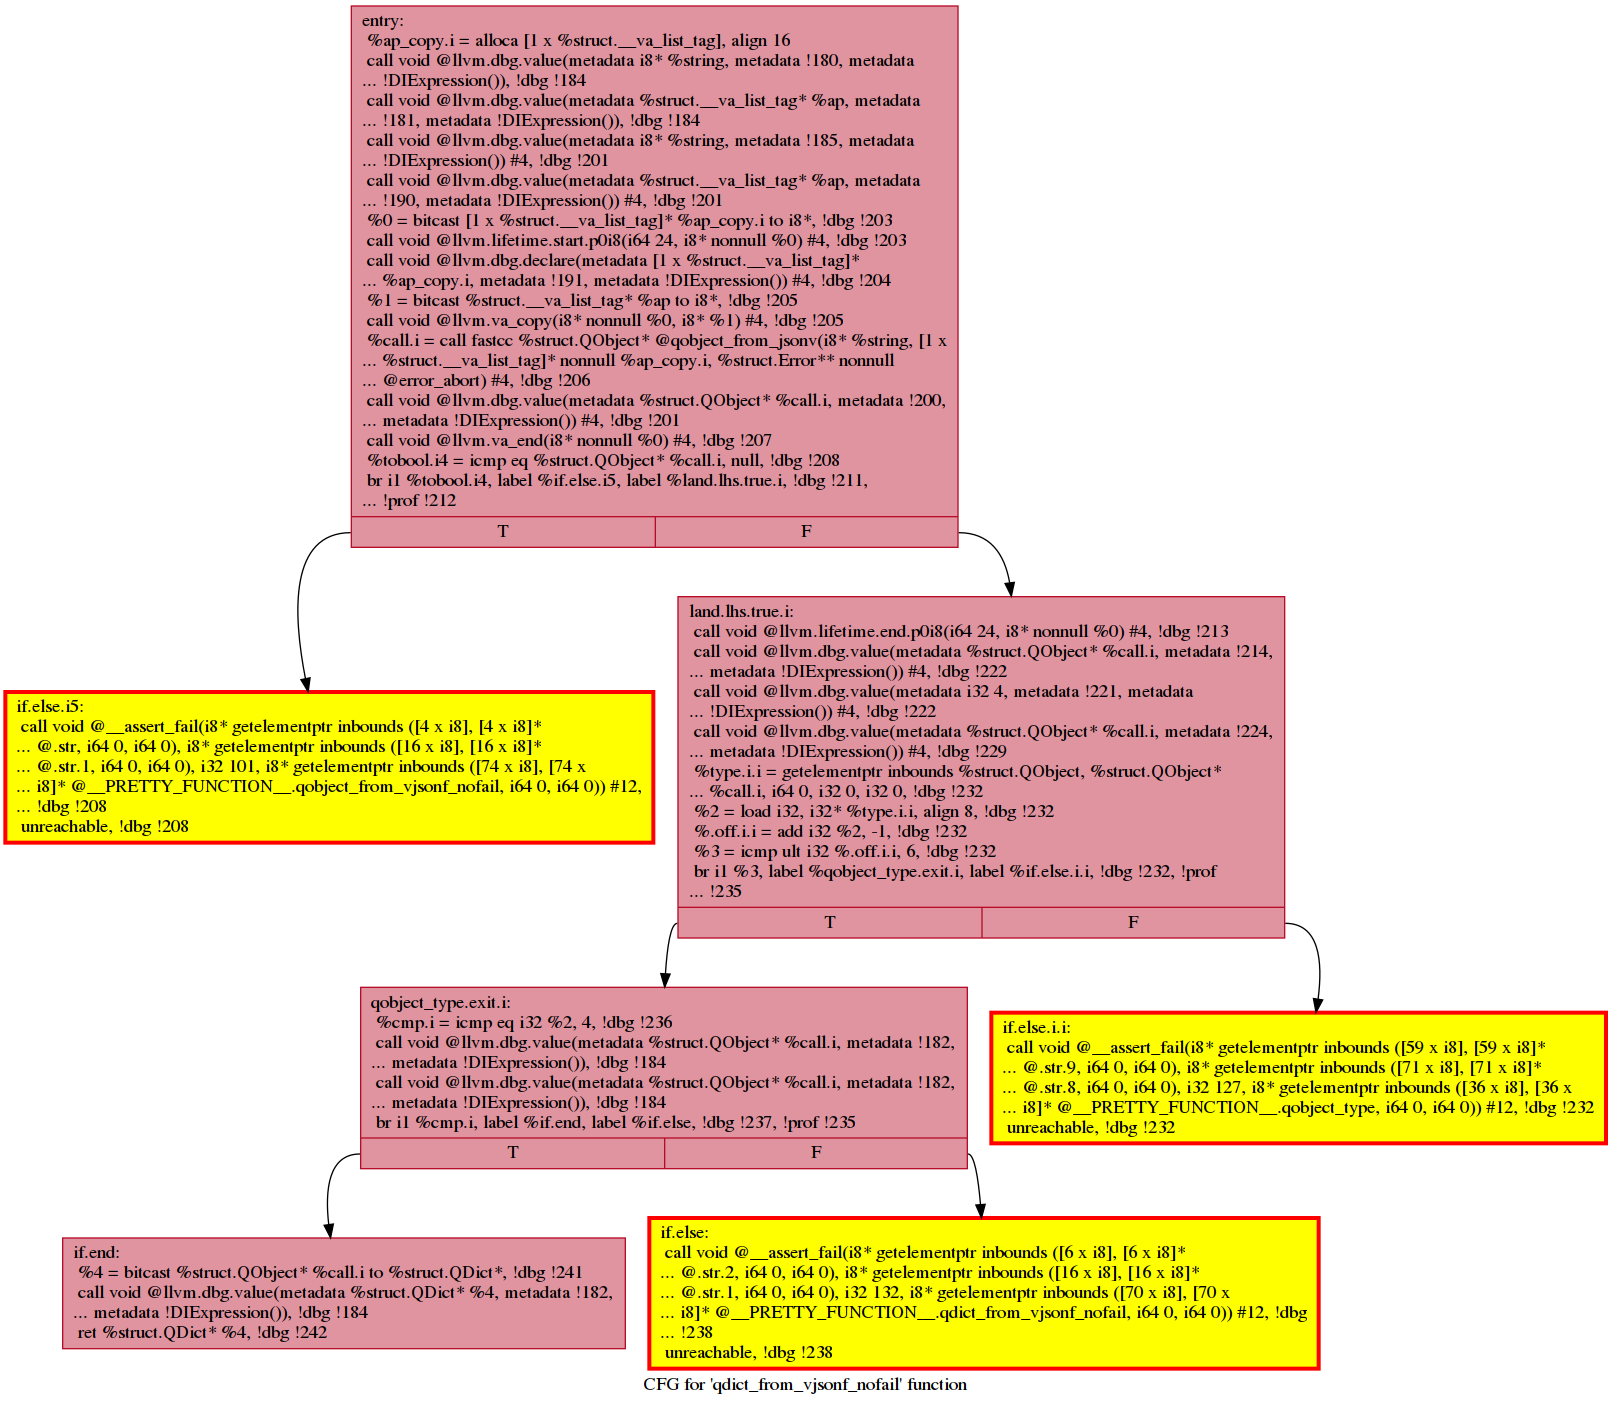 entry:
%ap_copy.i = alloca [1 x %struct.__va_list_tag], align 16
call void @llvm.dbg.value(metadata i8* %string, metadata !180, metadata
... !DIExpression()), !dbg !184
call void @llvm.dbg.value(metadata %struct.__va_list_tag* %ap, metadata
... !181, metadata !DIExpression()), !dbg !184
call void @llvm.dbg.value(metadata i8* %string, metadata !185, metadata
... !DIExpression()) #4, !dbg !201
call void @llvm.dbg.value(metadata %struct.__va_list_tag* %ap, metadata
... !190, metadata !DIExpression()) #4, !dbg !201
%0 = bitcast [1 x %struct.__va_list_tag]* %ap_copy.i to i8*, !dbg !203
call void @llvm.lifetime.start.p0i8(i64 24, i8* nonnull %0) #4, !dbg !203
call void @llvm.dbg.declare(metadata [1 x %struct.__va_list_tag]*
... %ap_copy.i, metadata !191, metadata !DIExpression()) #4, !dbg !204
%1 = bitcast %struct.__va_list_tag* %ap to i8*, !dbg !205
call void @llvm.va_copy(i8* nonnull %0, i8* %1) #4, !dbg !205
%call.i = call fastcc %struct.QObject* @qobject_from_jsonv(i8* %string, [1 x
... %struct.__va_list_tag]* nonnull %ap_copy.i, %struct.Error** nonnull
... @error_abort) #4, !dbg !206
call void @llvm.dbg.value(metadata %struct.QObject* %call.i, metadata !200,
... metadata !DIExpression()) #4, !dbg !201
call void @llvm.va_end(i8* nonnull %0) #4, !dbg !207
%tobool.i4 = icmp eq %struct.QObject* %call.i, null, !dbg !208
br i1 %tobool.i4, label %if.else.i5, label %land.lhs.true.i, !dbg !211,
... !prof !212
T F
land.lhs.true.i:
call void @llvm.lifetime.end.p0i8(i64 24, i8* nonnull %0) #4, !dbg !213
call void @llvm.dbg.value(metadata %struct.QObject* %call.i, metadata !214,
... metadata !DIExpression()) #4, !dbg !222
call void @llvm.dbg.value(metadata i32 4, metadata !221, metadata
... !DIExpression()) #4, !dbg !222
call void @llvm.dbg.value(metadata %struct.QObject* %call.i, metadata !224,
... metadata !DIExpression()) #4, !dbg !229
%type.i.i = getelementptr inbounds %struct.QObject, %struct.QObject*
... %call.i, i64 0, i32 0, i32 0, !dbg !232
%2 = load i32, i32* %type.i.i, align 8, !dbg !232
%.off.i.i = add i32 %2, -1, !dbg !232
%3 = icmp ult i32 %.off.i.i, 6, !dbg !232
br i1 %3, label %qobject_type.exit.i, label %if.else.i.i, !dbg !232, !prof
... !235
T F
if.else.i5:
call void @__assert_fail(i8* getelementptr inbounds ([4 x i8], [4 x i8]*
... @.str, i64 0, i64 0), i8* getelementptr inbounds ([16 x i8], [16 x i8]*
... @.str.1, i64 0, i64 0), i32 101, i8* getelementptr inbounds ([74 x i8], [74 x
... i8]* @__PRETTY_FUNCTION__.qobject_from_vjsonf_nofail, i64 0, i64 0)) #12,
... !dbg !208
unreachable, !dbg !208
qobject_type.exit.i:
%cmp.i = icmp eq i32 %2, 4, !dbg !236
call void @llvm.dbg.value(metadata %struct.QObject* %call.i, metadata !182,
... metadata !DIExpression()), !dbg !184
call void @llvm.dbg.value(metadata %struct.QObject* %call.i, metadata !182,
... metadata !DIExpression()), !dbg !184
br i1 %cmp.i, label %if.end, label %if.else, !dbg !237, !prof !235
T F
if.else.i.i:
call void @__assert_fail(i8* getelementptr inbounds ([59 x i8], [59 x i8]*
... @.str.9, i64 0, i64 0), i8* getelementptr inbounds ([71 x i8], [71 x i8]*
... @.str.8, i64 0, i64 0), i32 127, i8* getelementptr inbounds ([36 x i8], [36 x
... i8]* @__PRETTY_FUNCTION__.qobject_type, i64 0, i64 0)) #12, !dbg !232
unreachable, !dbg !232
if.end:
%4 = bitcast %struct.QObject* %call.i to %struct.QDict*, !dbg !241
call void @llvm.dbg.value(metadata %struct.QDict* %4, metadata !182,
... metadata !DIExpression()), !dbg !184
ret %struct.QDict* %4, !dbg !242
if.else:
call void @__assert_fail(i8* getelementptr inbounds ([6 x i8], [6 x i8]*
... @.str.2, i64 0, i64 0), i8* getelementptr inbounds ([16 x i8], [16 x i8]*
... @.str.1, i64 0, i64 0), i32 132, i8* getelementptr inbounds ([70 x i8], [70 x
... i8]* @__PRETTY_FUNCTION__.qdict_from_vjsonf_nofail, i64 0, i64 0)) #12, !dbg
... !238
unreachable, !dbg !238
CFG for 'qdict_from_vjsonf_nofail' function